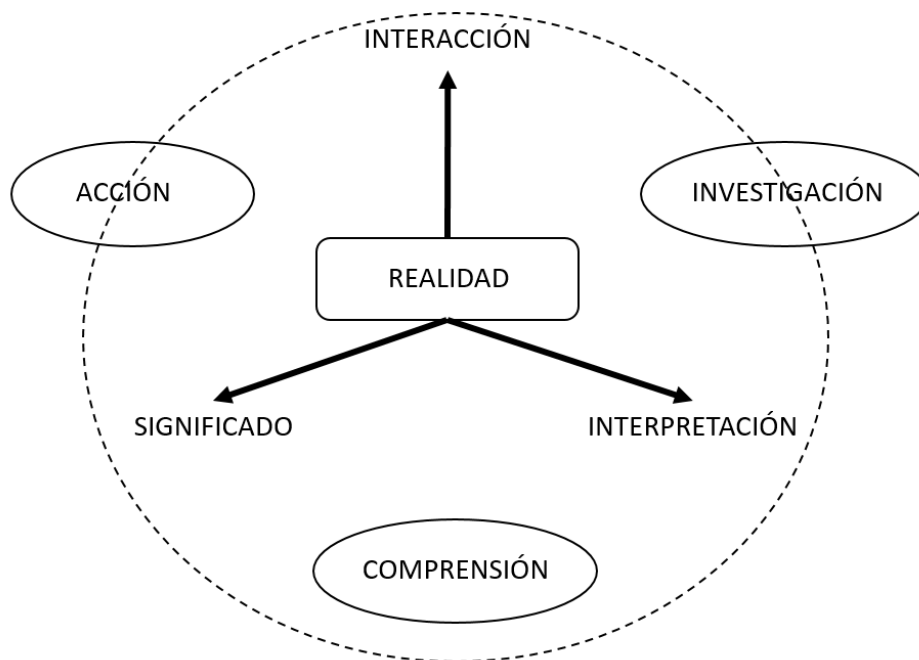 INTERACCIÓN
ACCIÓN
INVESTIGACIÓN
REALIDAD
SIGNIFICADO
INTERPRETACIÓN
COMPRENSIÓN